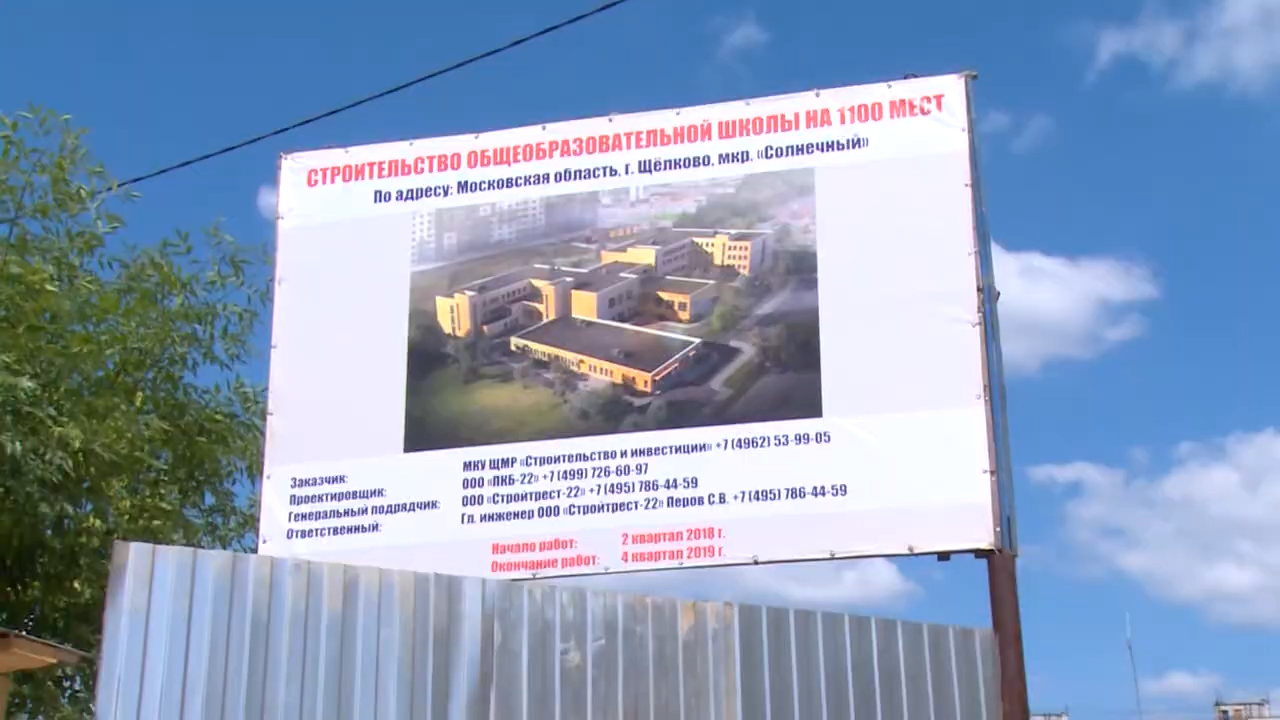 СТРОИТЕЛЬСТВО ОБЩЕОБРАЗОВАТЕЛЬНОЙ ШКОЛЫ НА 1100 МЕСТ
По адресу: Московская область, г. Щёлково, мкр. «Солнечный»
Заказчик: МКУ ЩМР «Строительство и инвестиции» +7 (4962) 53-99-05
Проектировщик: ООО «ПКБ-22» +7 (499) 726-60-97
Генеральный подрядчик: ООО «Стройтрест-22» +7 (495) 786-44-59
Ответственный: Гл. инженер ООО «Стройтрест-22» Перов С.В. +7 (495) 786-44-59
Начало работ: 2 квартал 2018 г.
Окончание работ: 4 квартал 2019 г.